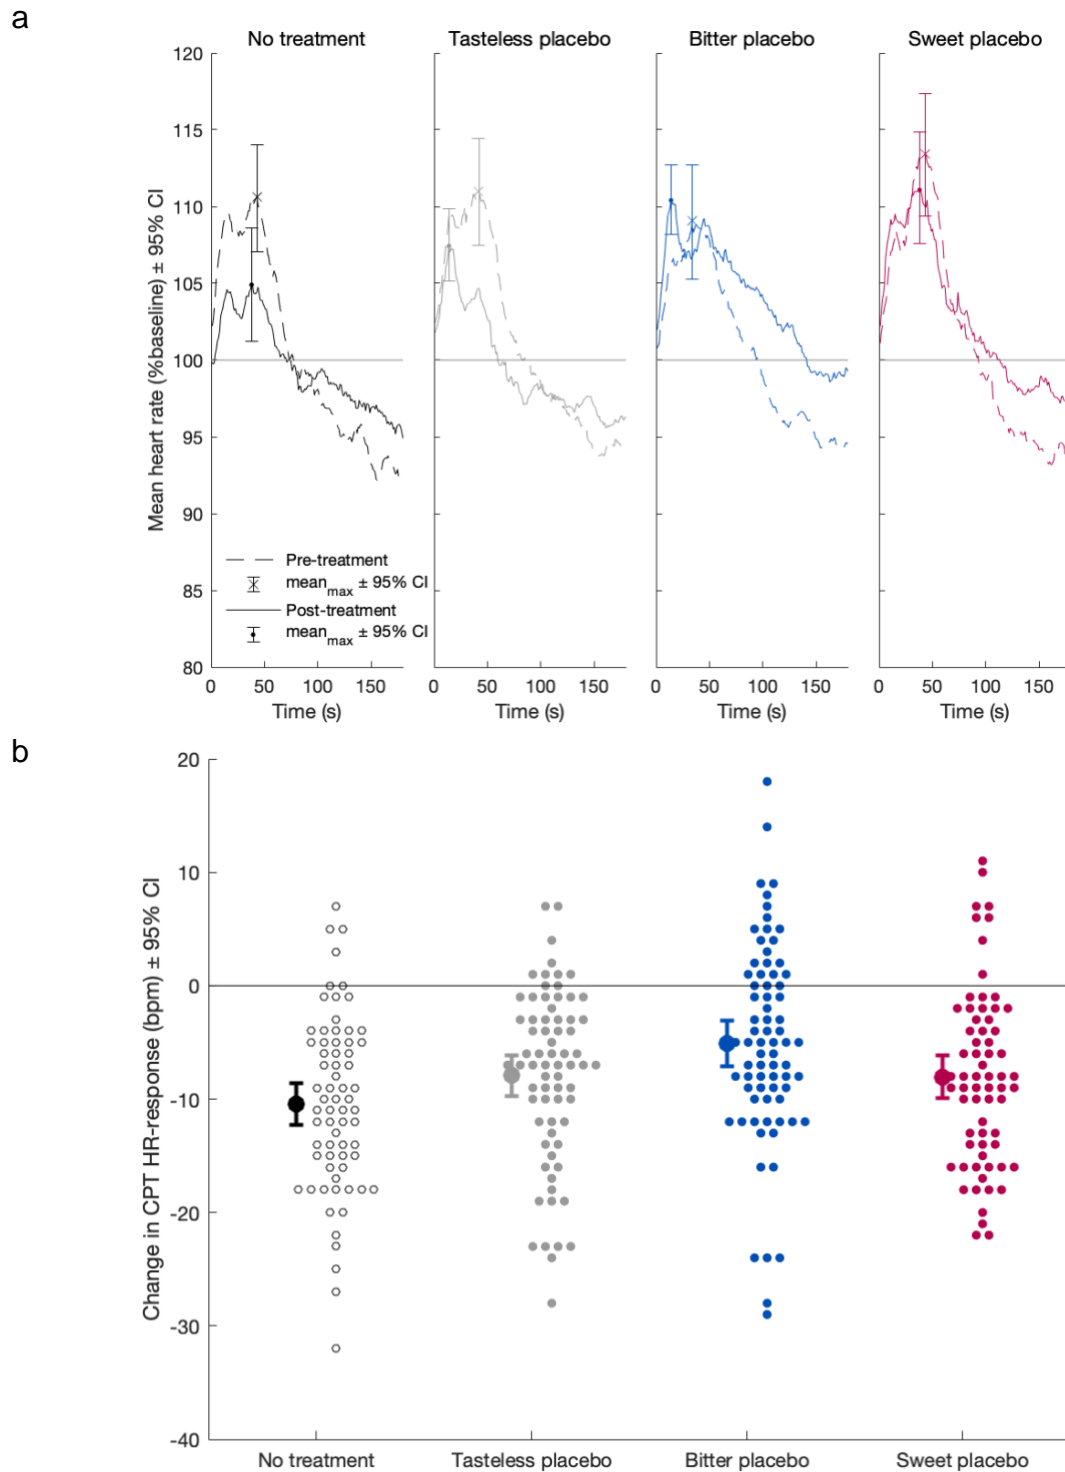 a
No treatment Tasteless placebo Bitter placebo Sweet placebo
Mean heart rate (%baseline) ± 95% CI
120
115
110
105
100
95
90
85
80
Pre-treatment
meanmax ± 95% CI
Post-treatment
meanmax ± 95% CI
0 50 100 150 0 50 100 150 0 50 100 150 0 50 100 150
Time (s) Time (s) Time (s) Time (s)
b
Change in CPT HR-response (bpm) ± 95% CI
20
10
0
-10
-20
-30
-40
No treatment Tasteless placebo Bitter placebo Sweet placebo